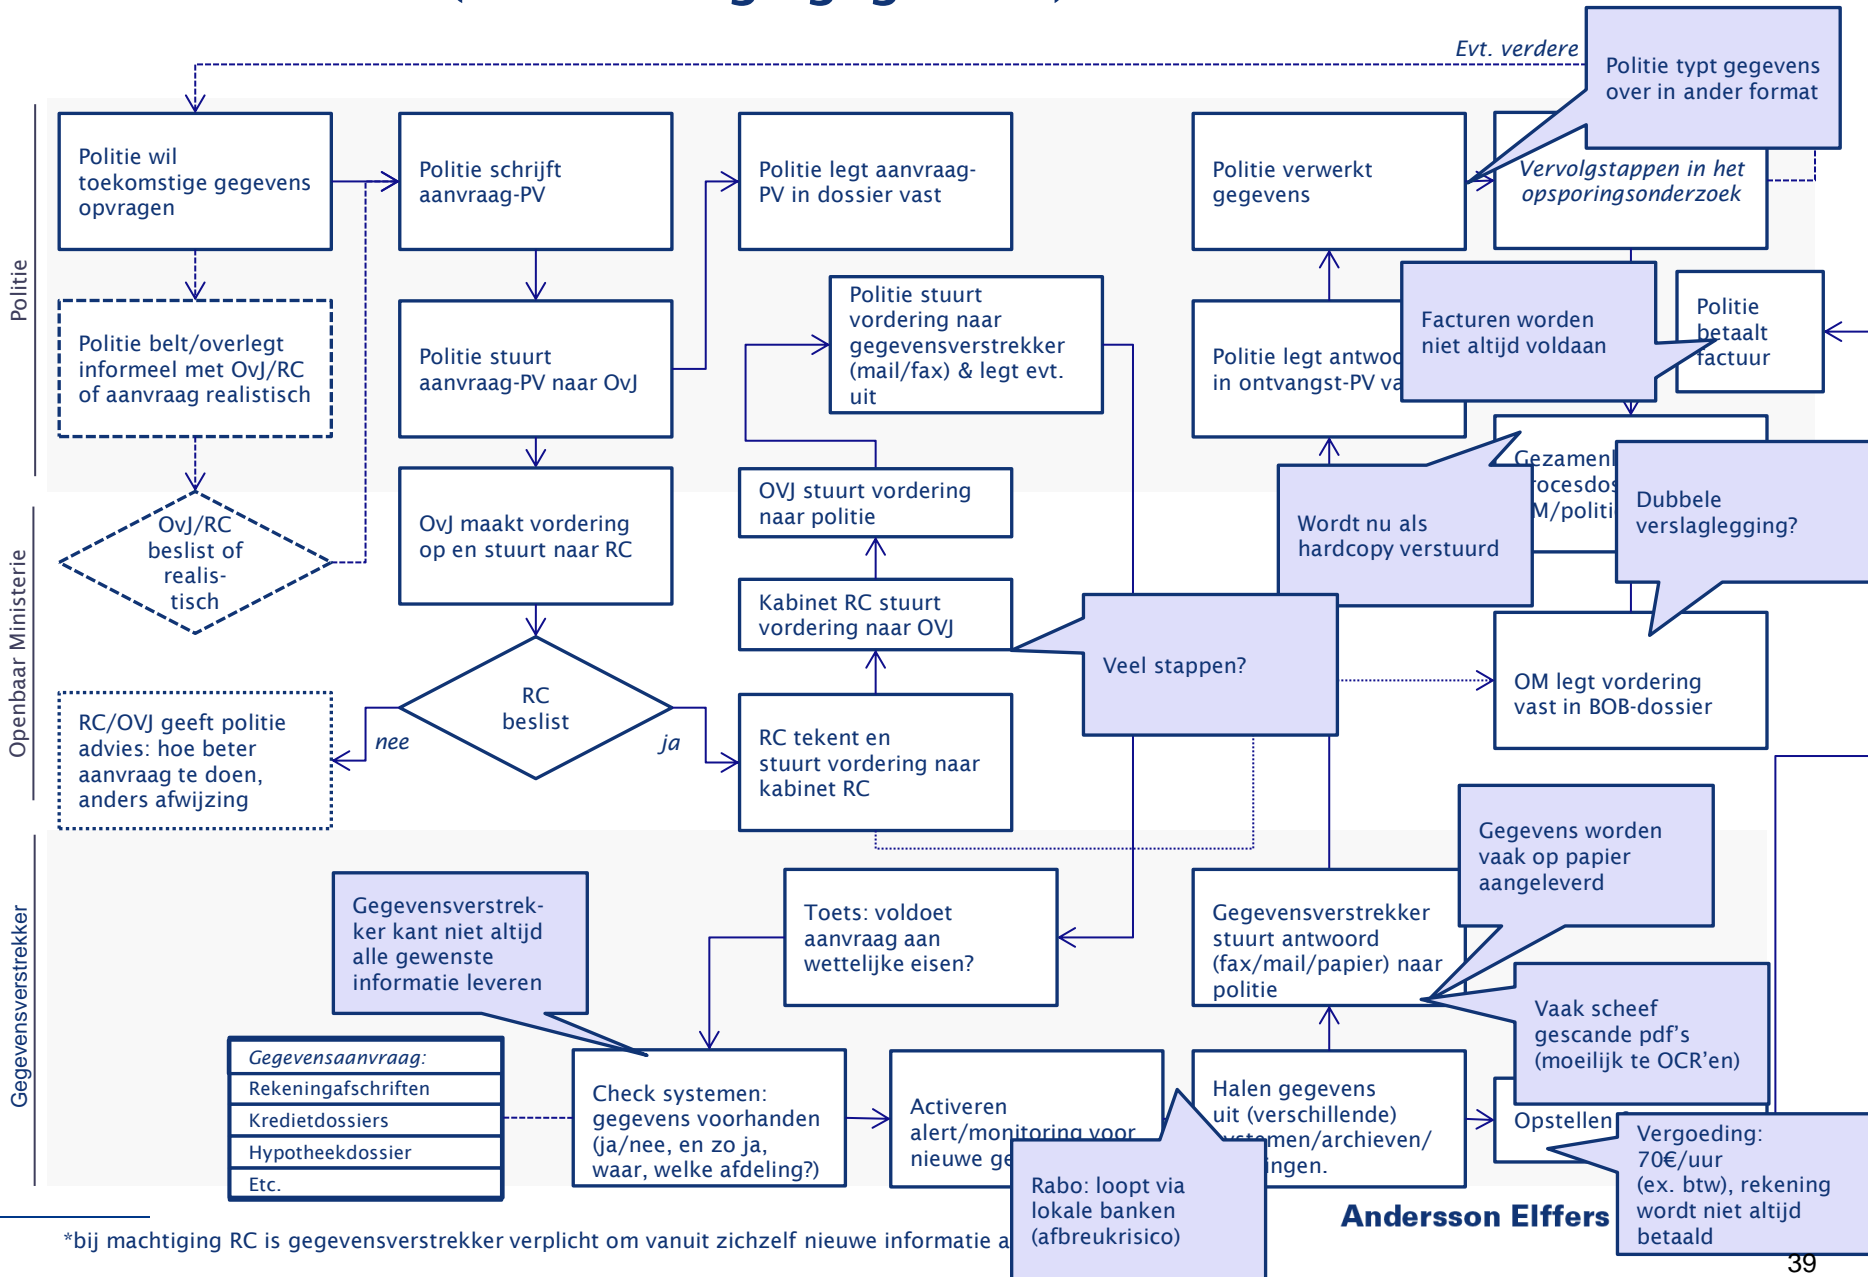 Evt. verdere
Politie typt gegevens
over in ander format
Politie
Politie wil
toekomstige gegevens
opvragen
Politie schrijft
aanvraag-PV
Politie legt aanvraag-
PV in dossier vast
Politie verwerkt
gegevens
Vervolgstappen in het
opsporingsonderzoek
Politie belt/overlegt
informeel met OvJ/RC
of aanvraag realistisch
Politie stuurt
aanvraag-PV naar OvJ
Politie stuurt
vordering naar
gegevensverstrekker
(mail/fax) & legt evt.
uit
Politie legt
in ontvangst-PV
Facturen worden
niet altijd voldaan
Politie
betaalt
factuur
Openbaar Ministerie
OvJ/RC
beslist of
realis-
tisch
OvJ maakt vordering
op en stuurt naar RC
OVJ stuurt vordering
naar politie
Kabinet RC stuurt
vordering naar OVJ
Wordt nu als
hardcopy verstuurd
Dubbele
verslaglegging?
Veel stappen?
RC/OVJ geeft politie
advies: hoe beter
aanvraag te doen,
anders afwijzing
nee
RC
beslist
ja
RC tekent en
stuurt vordering naar
kabinet RC
OM legt vordering
vast in BOB-dossier
Gegevensverstrekker
Gegevensverstrek-
ker kant niet altijd
alle gewenste
informatie leveren
Toets: voldoet
aanvraag aan
wettelijke eisen?
Gegevensverstrekker
stuurt antwoord
(fax/mail/papier) naar
politie
Gegevens worden
vaak op papier
aangeleverd
Vaak scheef
gescande pdf's
(moeilijk te OCR'en)
Gegevensaanvraag:
Rekeningafschriften
Kredietdossiers
Hypotheekdossier
Etc.
Check systemen:
gegevens voorhanden
(ja/nee, en zo ja,
waar, welke afdeling?)
Activeren
alert/monitoring voor
nieuwe
Halen gegevens
uit (verschillende)
systemen/archieven/
Opstellen
Rabo: loopt via
lokale banken
(afbreukrisico)
Vergoeding:
70€/uur
(ex. btw), rekening
wordt niet altijd
betaald
Andersson Elffers
*bij machtiging RC is gegevensverstrekker verplicht om vanuit zichzelf nieuwe informatie
39